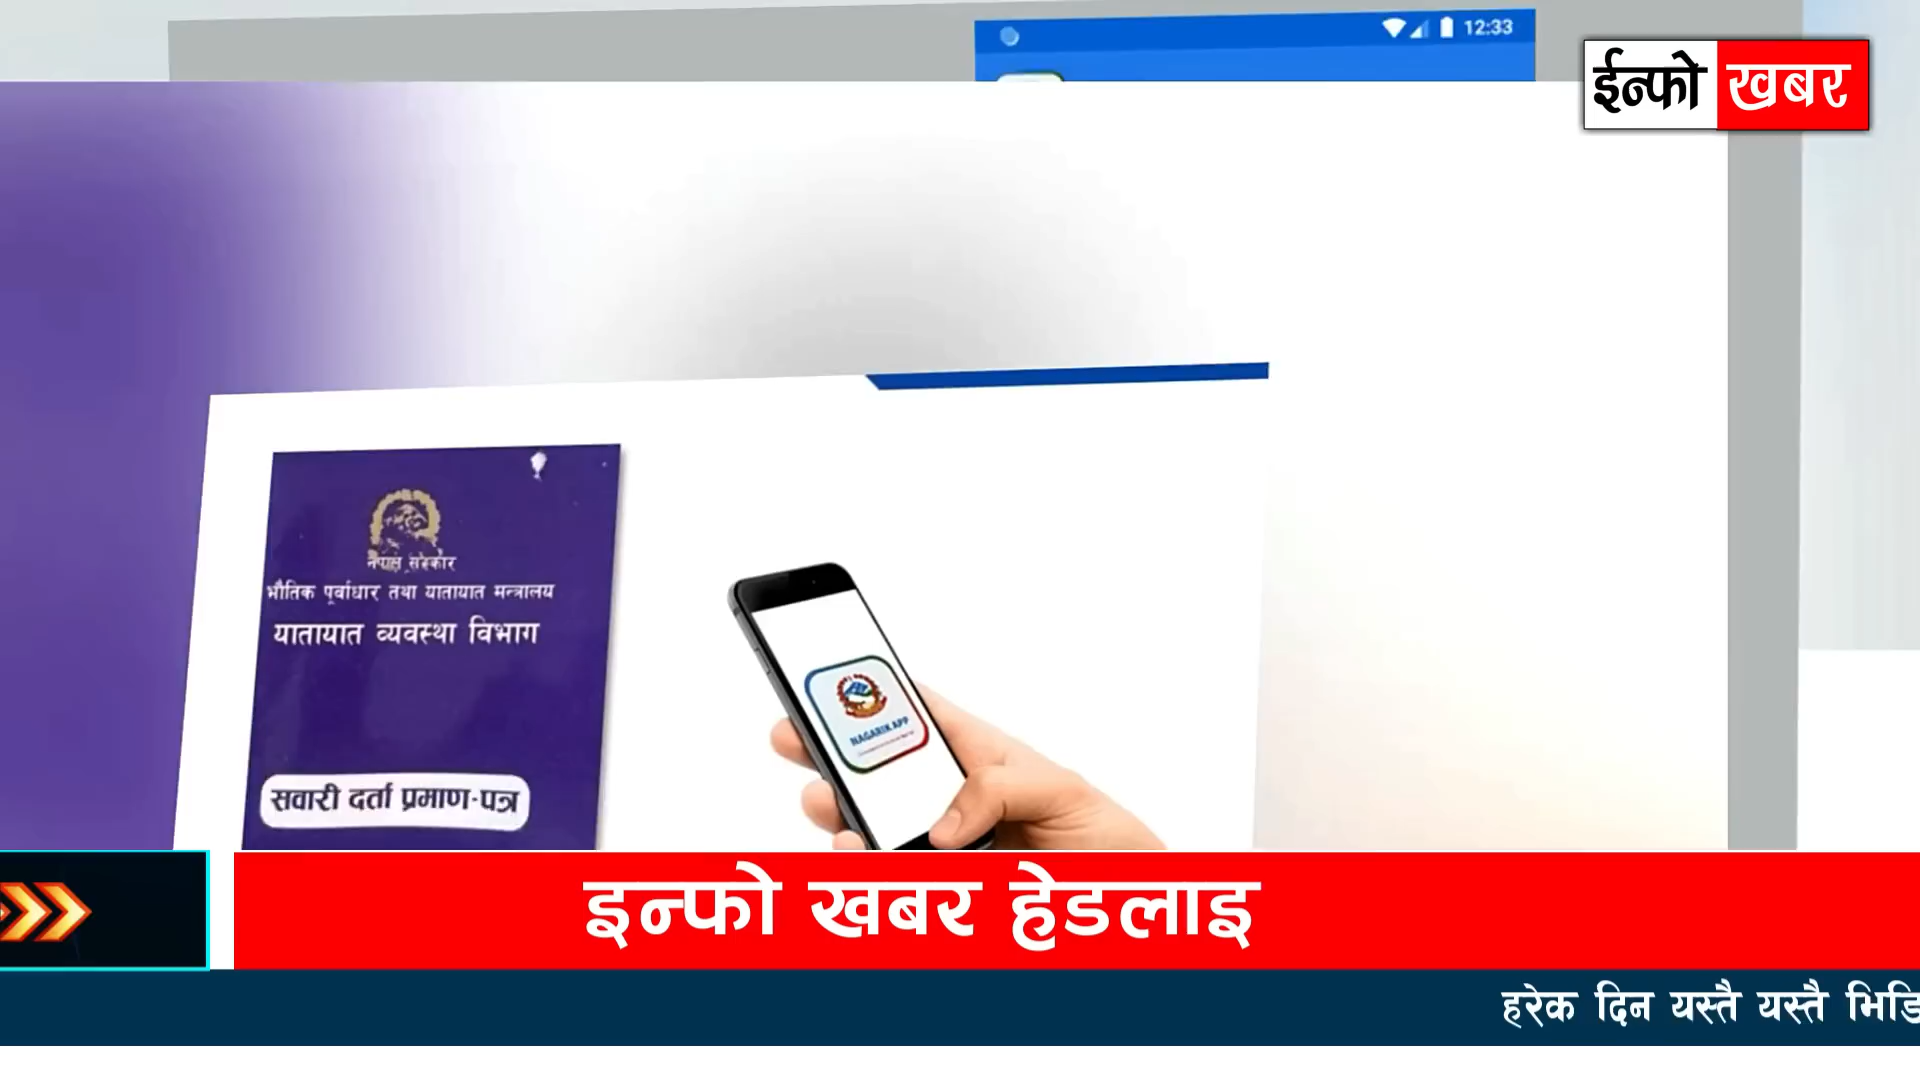 12:33
ईन्फो खबर
नेपाल सरकार
भौतिक पूर्वाधार तथा यातायात मन्त्रालय
यातायात व्यवस्था विभाग
सवारी दर्ता प्रमाण-पत्र
NAGARIK APP
इन्फो खबर हेडलाइ
हरेक दिन यस्तै यस्तै भिडि